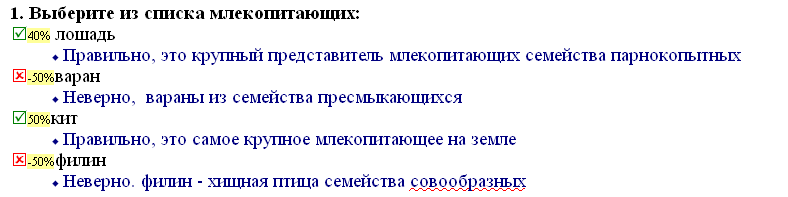 1. Выберите из списка млекопитающих:
40% лошадь
Правильно, это крупный представитель млекопитающих семейства парнокопытных
-50%варан
Неверно, вараны из семейства пресмыкающихся
50%кит
Правильно, это самое крупное млекопитающее на земле
-50%филин
Неверно. филин - хищная птица семейства совообразных